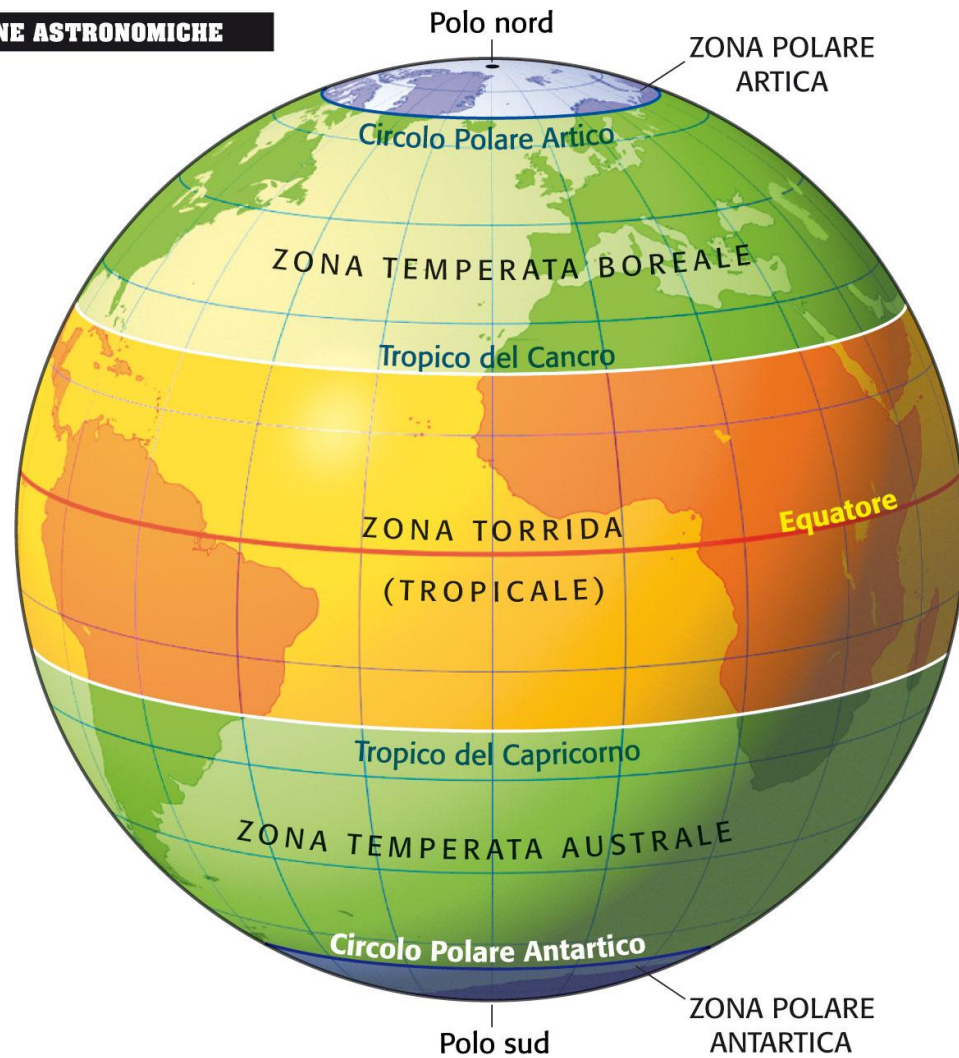 NE ASTRONOMICHE
Polo nord
ZONA POLARE
ARTICA
Circolo Polare Artico
ZONA TEMPERATA BOREALE
Tropico del Cancro
Equatore
ZONA TORRIDA
(TROPICALE)
Tropico del Capricorno
ZONA TEMPERATA AUSTRALE
Circolo Polare Antartico
ZONA POLARE
ANTARTICA
Polo sud